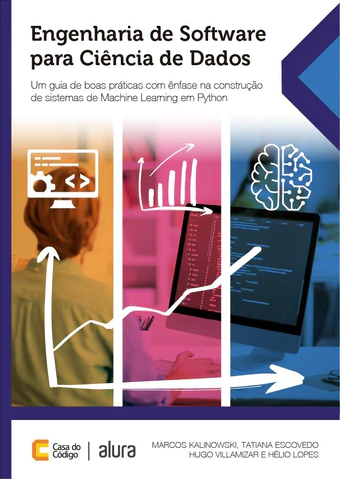 Engenharia de Software
para Ciência de Dados
Um guia de boas práticas com ênfase na construção
de sistemas de Machine Learning em Python
</>
Casa do
Código
alura
MARCOS KALINOWSKI, TATIANA ESCOVEDO
HUGO VILLAMIZAR E HÉLIO LOPES